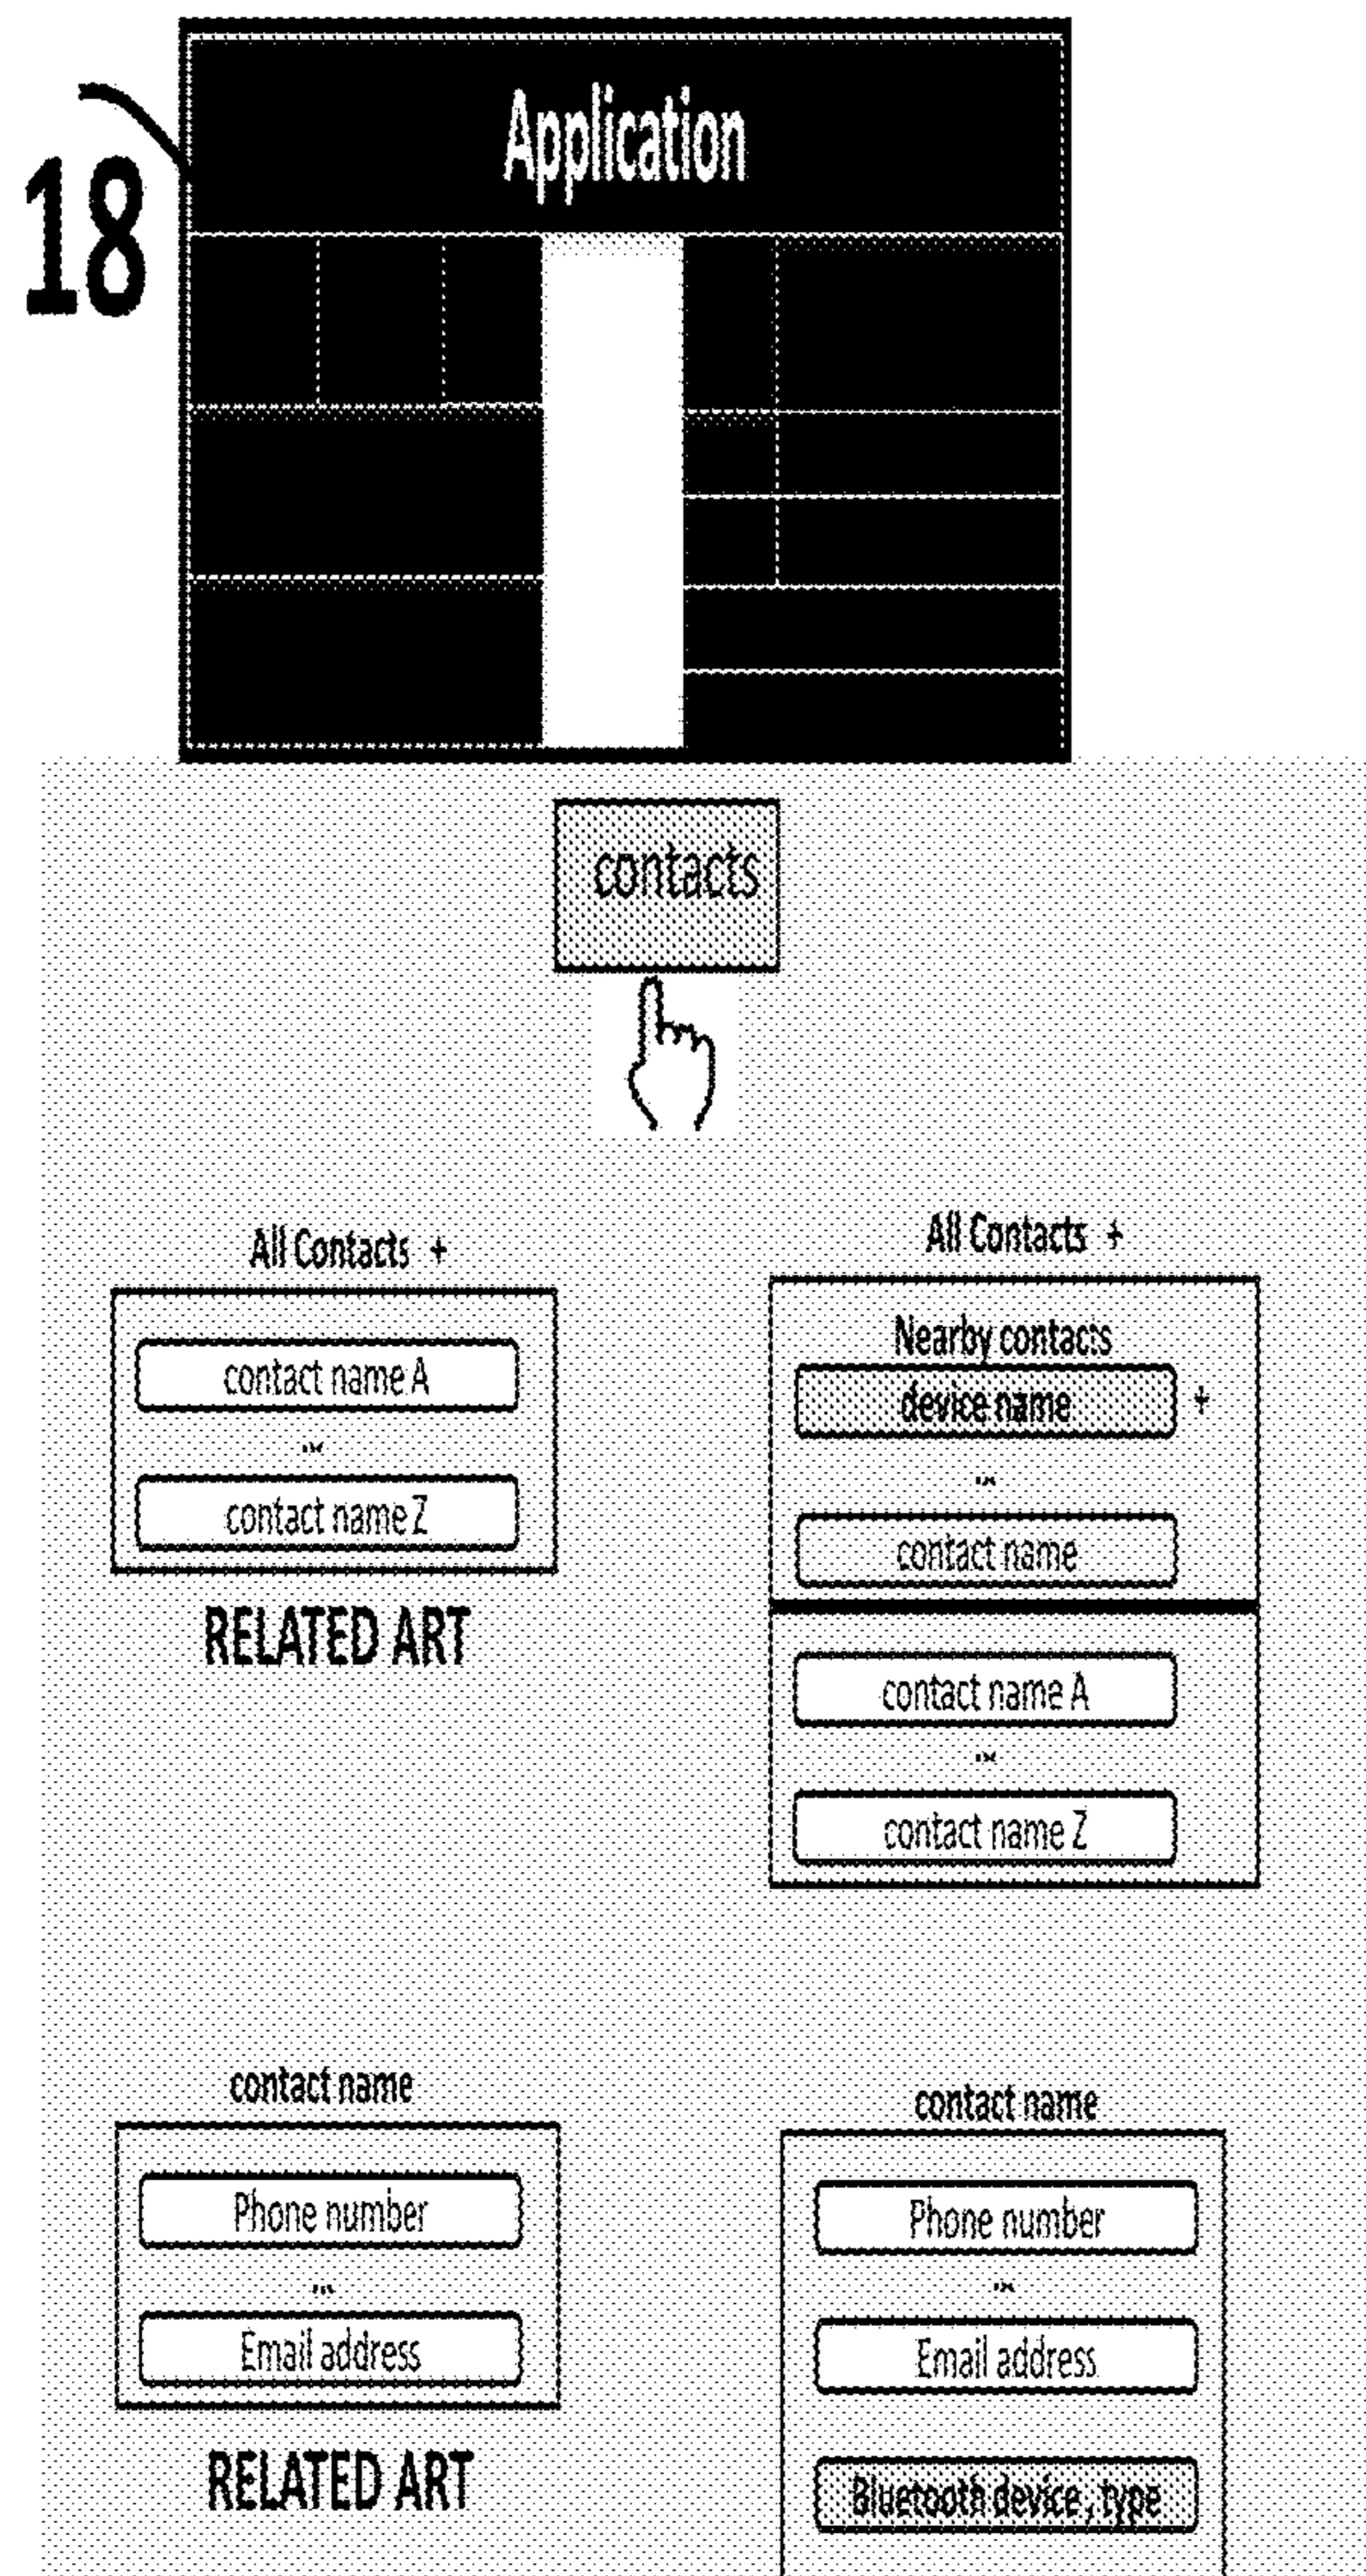 18
Application
contacts
All Contacts +
contact name A
...
contact name Z
RELATED ART
All Contacts +
Nearby contacts
device name +
...
contact name
contact name A
...
contact name Z
contact name
Phone number
...
Email address
RELATED ART
contact name
Phone number
...
Email address
Bluetooth device, type